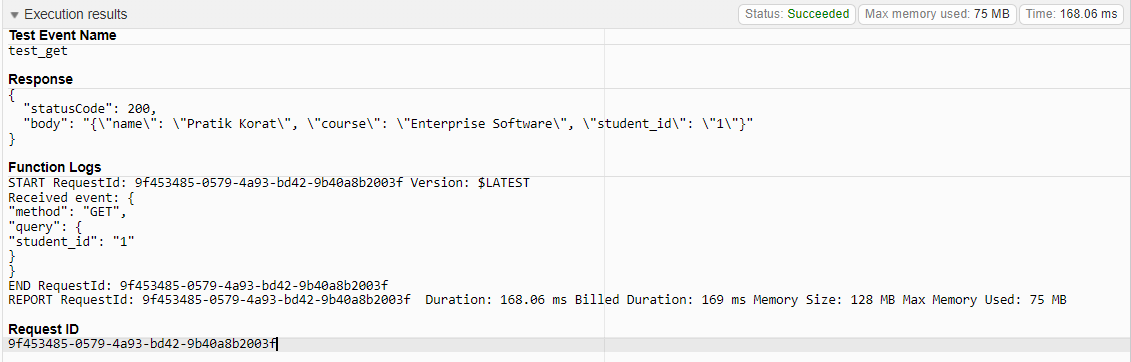 Execution results Status: Succeeded Max memory used: 75 MB Time: 168.06 ms
Test Event Name
test_get
Response
{
  "statusCode": 200,
  "body": "{\"name\": \"Pratik Korat\", \"course\": \"Enterprise Software\", \"student_id\": \"1\"}"
}
Function Logs
START RequestId: 9f453485-0579-4a93-bd42-9b40a8b2003f Version: $LATEST
Received event: {
"method": "GET",
"query": {
"student_id": "1"
}
}
END RequestId: 9f453485-0579-4a93-bd42-9b40a8b2003f
REPORT RequestId: 9f453485-0579-4a93-bd42-9b40a8b2003f  Duration: 168.06 ms Billed Duration: 169 ms Memory Size: 128 MB Max Memory Used: 75 MB
Request ID
9f453485-0579-4a93-bd42-9b40a8b2003f